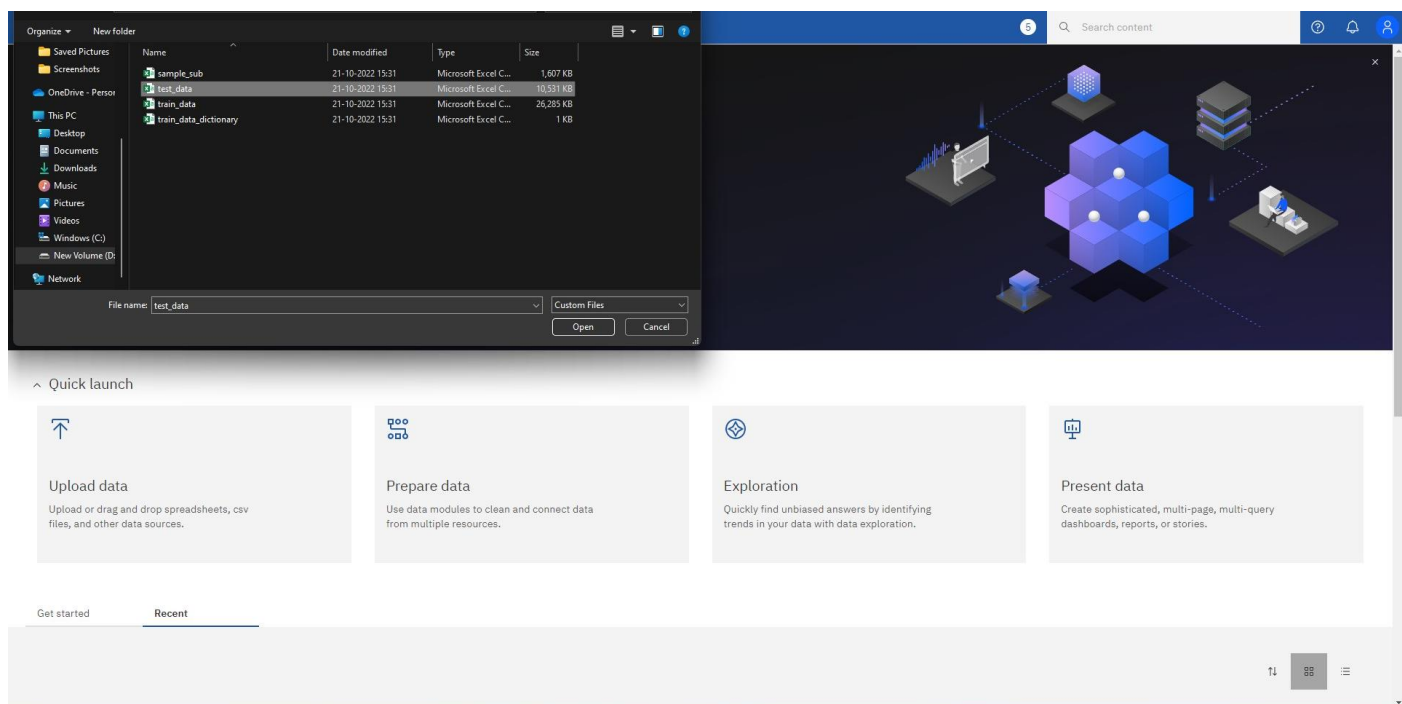 Organize New folder
5 Search content
Saved Pictures
Screenshots
OneDrive - Person
This PC
Desktop
Documents
Downloads
Music
Pictures
Videos
Windows (C:)
New Volume (D:
Network
Name Date modified Type Size
sample_sub 21-10-2022 15:31 Microsoft Excel C... 1,607 KB
test_data 21-10-2022 15:31 Microsoft Excel C... 10,531 KB
train_data 21-10-2022 15:31 Microsoft Excel C... 26,285 KB
train_data_dictionary 21-10-2022 15:31 Microsoft Excel C... 1 KB
File name: test_data Custom Files
Open Cancel
Quick launch
Upload data
Upload or drag and drop spreadsheets, csv
files, and other data sources.
Prepare data
Use data modules to clean and connect data
from multiple resources.
Exploration
Quickly find unbiased answers by identifying
trends in your data with data exploration.
Present data
Create sophisticated, multi-page, multi-query
dashboards, reports, or stories.
Get started Recent